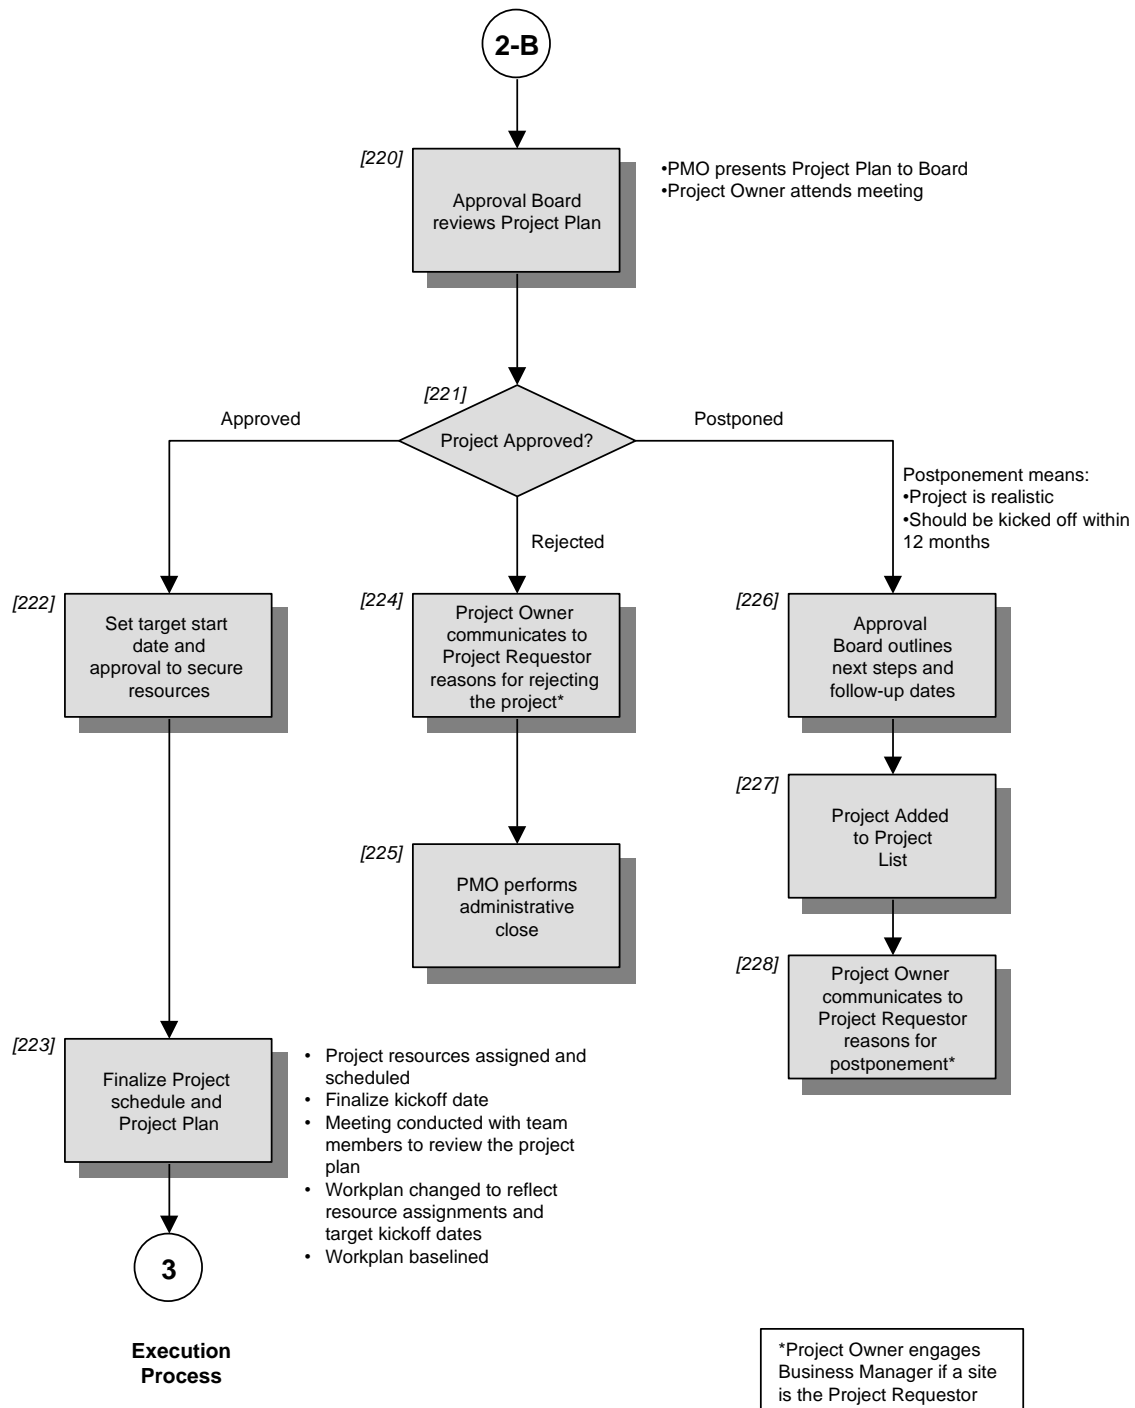 2-B
[220]
Approval Board
reviews Project Plan
•PMO presents Project Plan to Board
•Project Owner attends meeting
[221]
Project Approved?
Approved
Postponed
Rejected
Postponement means:
•Project is realistic
•Should be kicked off within
12 months
[222]
Set target start
date and
approval to secure
resources
[224]
Project Owner
communicates to
Project Requestor
reasons for rejecting
the project*
[226]
Approval
Board outlines
next steps and
follow-up dates
[227]
Project Added
to Project
List
[225]
PMO performs
administrative
close
[228]
Project Owner
communicates to
Project Requestor
reasons for
postponement*
[223]
Finalize Project
schedule and
Project Plan
• Project resources assigned and
scheduled
• Finalize kickoff date
• Meeting conducted with team
members to review the project
plan
• Workplan changed to reflect
resource assignments and
target kickoff dates
• Workplan baselined
3
Execution
Process
*Project Owner engages
Business Manager if a site
is the Project Requestor